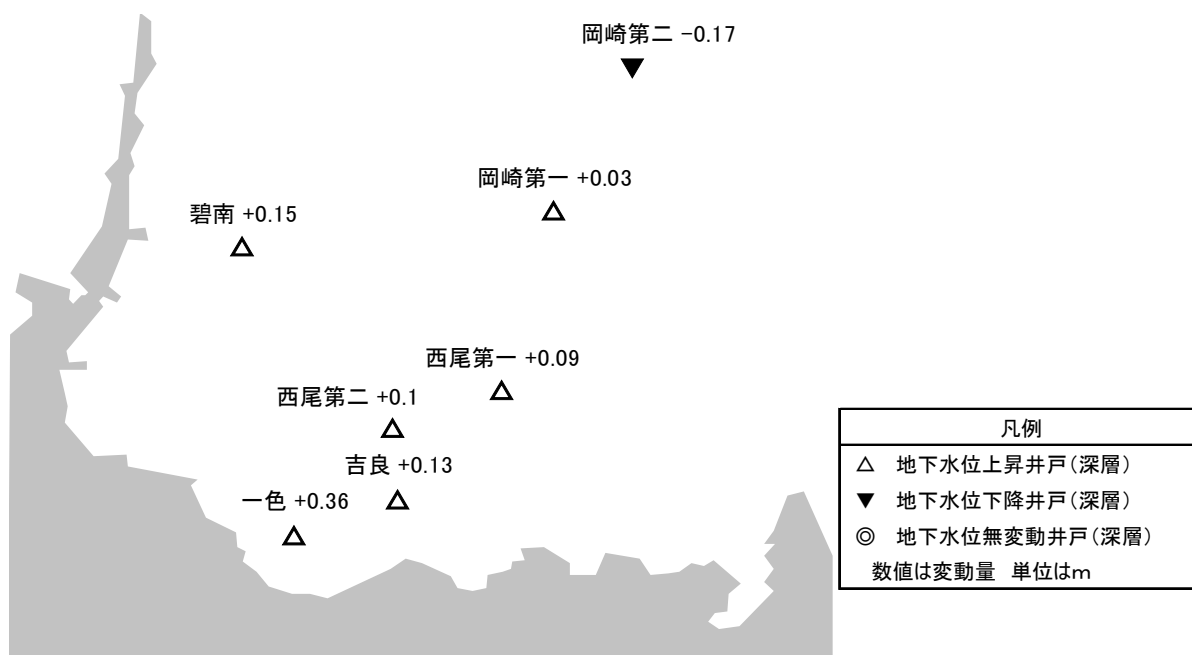 岡崎第二 -0.17
岡崎第一 +0.03
碧南 +0.15
西尾第一 +0.09
西尾第二 +0.1
吉良 +0.13
一色 +0.36
凡例
△ 地下水位上昇井戸(深層)
▼ 地下水位下降井戸(深層)
◎ 地下水位無変動井戸(深層)
数値は変動量 単位はm